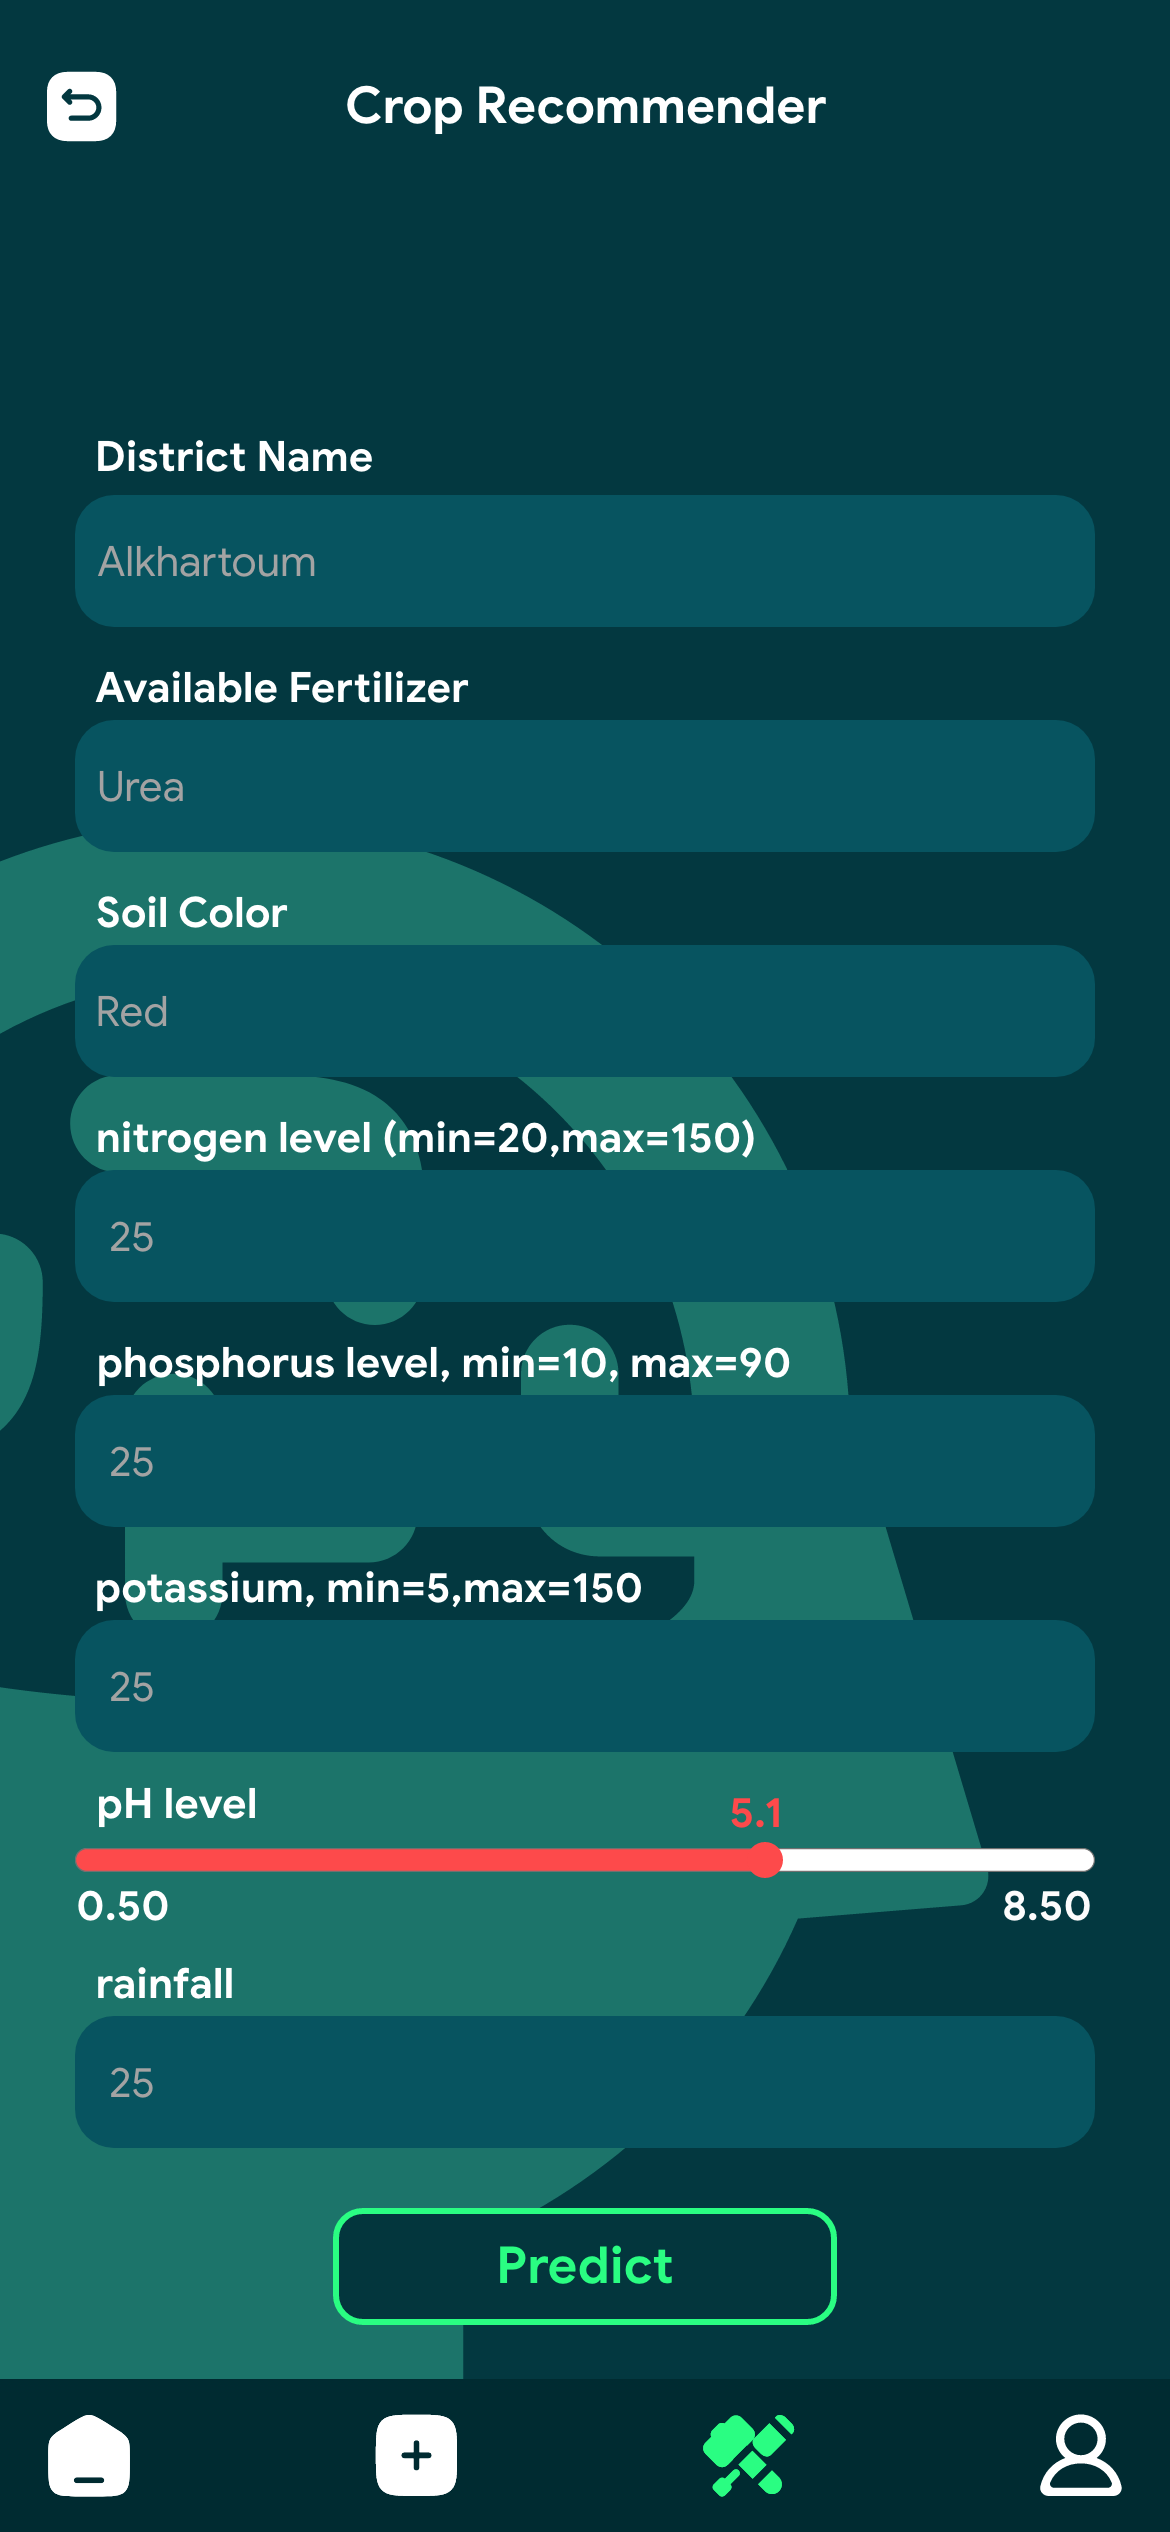 Crop Recommender
District Name
Alkhartoum
Available Fertilizer
Urea
Soil Color
Red
nitrogen level (min=20,max=150)
25
phosphorus level, min=10, max=90
25
potassium, min=5,max=150
25
pH level
5.1
0.50 8.50
rainfall
25
Predict